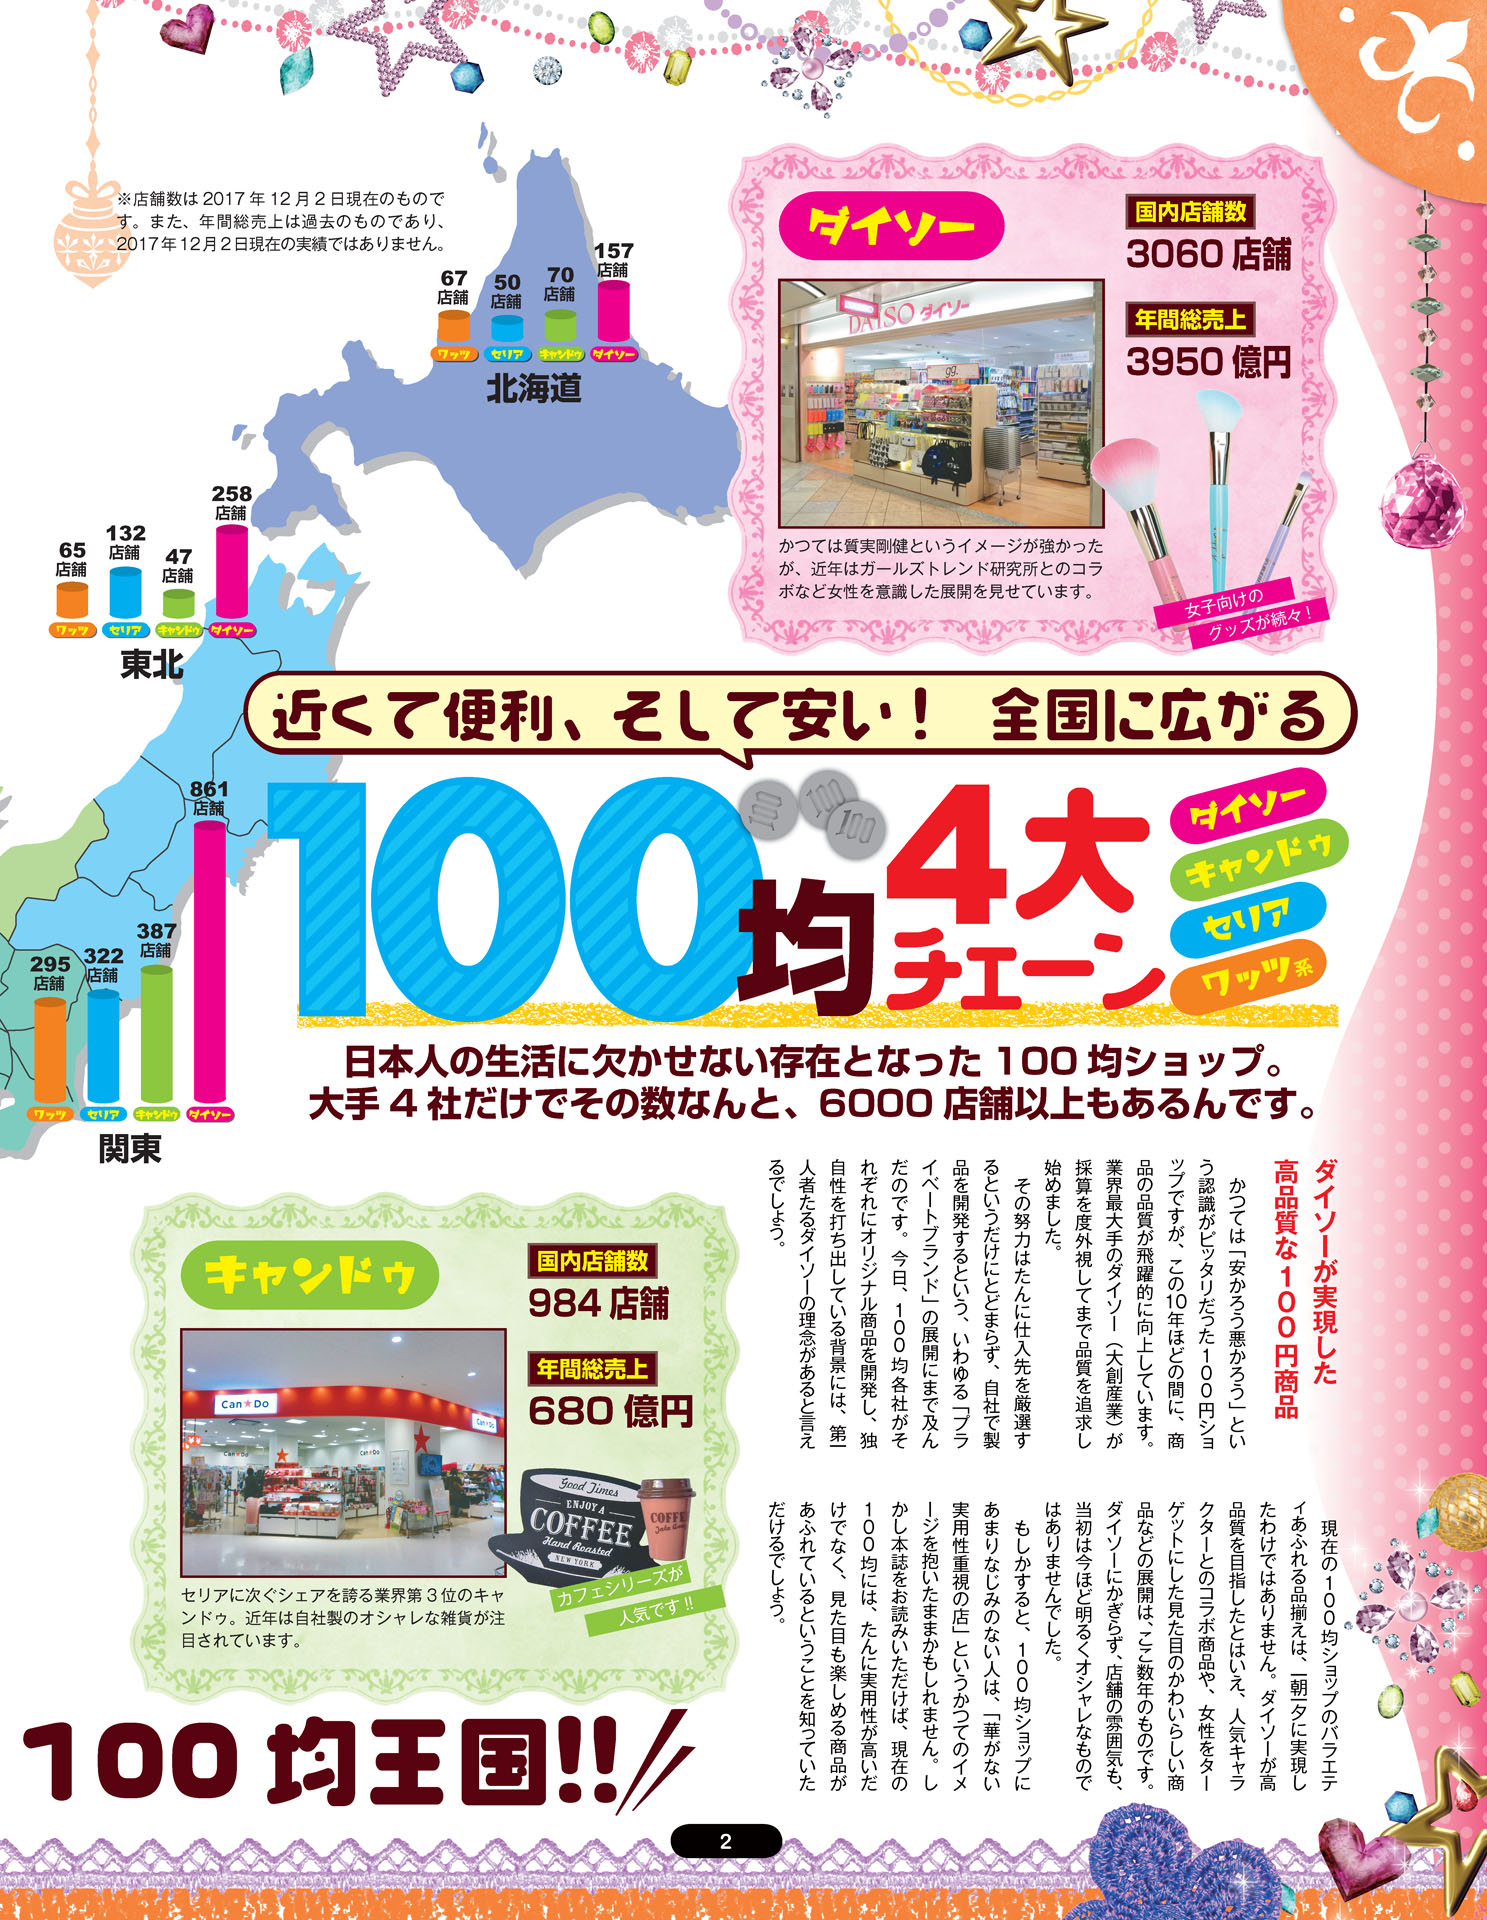 ※店舗数は2017年12月2日現在のもので
す。また、年間総売上は過去のものであり、
2017年12月2日現在の実績ではありません。
67
店舗
50
店舗
70
店舗
157
店舗
ワッツ
セリア
キャンドゥ
ダイソー
北海道
65
店舗
132
店舗
47
店舗
258
店舗
ワッツ
セリア
キャンドゥ
ダイソー
東北
295
店舗
322
店舗
387
店舗
861
店舗
ワッツ
セリア
キャンドゥ
ダイソー
関東
ダイソー
国内店舗数
3060店舗
年間総売上
3950億円
DAISO ダイソー
gg.
かつては質実剛健というイメージが強かった
が、近年はガールズトレンド研究所とのコラ
ボなど女性を意識した展開を見せています。
女子向けの
グッズが続々！
近くて便利、そして安い！　全国に広がる
100均
100
100
100
4大
チェーン
ダイソー
キャンドゥ
セリア
ワッツ系
日本人の生活に欠かせない存在となった100均ショップ。
大手4社だけでその数なんと、6000店舗以上もあるんです。
ダイソーが実現した
高品質な100円商品
かつては「安かろう悪かろう」とい
う認識がピッタリだった100円ショ
ップですが、この10年ほどの間に、商
品の品質が飛躍的に向上しています。
業界最大手のダイソー（大創産業）が
採算を度外視してまで品質を追求し
始めました。
その努力はたんに仕入先を厳選す
るというだけにとどまらず、自社で製
品を開発するという、いわゆる「プラ
イベートブランド」の展開にまで及ん
だのです。今日、100均各社がそ
れぞれにオリジナル商品を開発し、独
自性を打ち出している背景には、第一
人者たるダイソーの理念があると言え
るでしょう。
現在の100均ショップのバラエテ
ィあふれる品揃えは、一朝一夕に実現し
たわけではありません。ダイソーが高
品質を目指したとはいえ、人気キャラ
クターとのコラボ商品や、女性をター
ゲットにした見た目のかわいらしい商
品などの展開は、ここ数年のものです。
ダイソーにかぎらず、店舗の雰囲気も、
当初は今ほど明るくオシャレなもので
はありませんでした。
もしかすると、100均ショップに
あまりなじみのない人は、「華がない
実用性重視の店」というかつてのイメ
ージを抱いたままかもしれません。し
かし本誌をお読みいただけば、現在の
100均には、たんに実用性が高いだ
けでなく、見た目も楽しめる商品が
あふれているということを知っていた
だけるでしょう。
キャンドゥ
国内店舗数
984店舗
年間総売上
680億円
Can★Do
Can★Do
Can★Do
Can★Do
Good Times
ENJOY A
COFFEE
Hand Roasted
NEW YORK
COFFEE
セリアに次ぐシェアを誇る業界第3位のキャ
ンドゥ。近年は自社製のオシャレな雑貨が注
目されています。
カフェシリーズが
人気です!!
100均王国!!
2